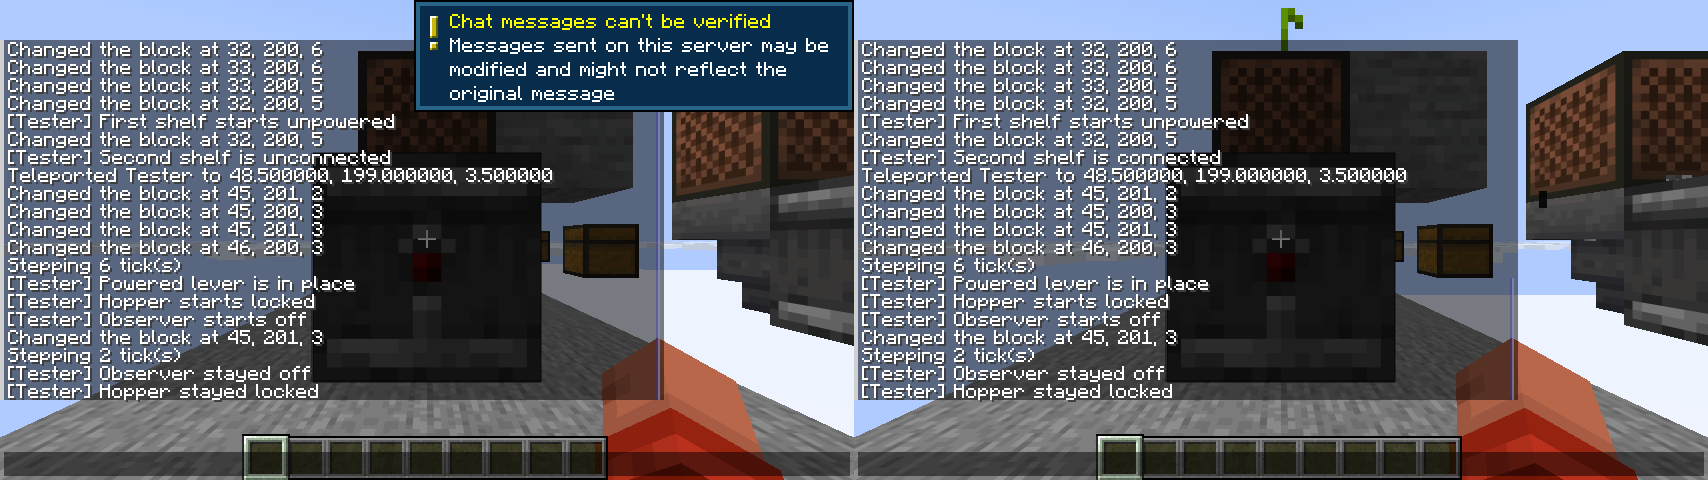 Chat messages can't be verified
Messages sent on this server may be
modified and might not reflect the
original message
Changed the block at 32, 200, 6
Changed the block at 33, 200, 6
Changed the block at 33, 200, 5
Changed the block at 32, 200, 5
[Tester] First shelf starts unpowered
Changed the block at 32, 200, 5
[Tester] Second shelf is unconnected
Teleported Tester to 48.500000, 199.000000, 3.500000
Changed the block at 45, 201, 2
Changed the block at 45, 200, 3
Changed the block at 45, 201, 3
Changed the block at 46, 200, 3
Stepping 6 tick(s)
[Tester] Powered lever is in place
[Tester] Hopper starts locked
[Tester] Observer starts off
Changed the block at 45, 201, 3
Stepping 2 tick(s)
[Tester] Observer stayed off
[Tester] Hopper stayed locked
Changed the block at 32, 200, 6
Changed the block at 33, 200, 6
Changed the block at 33, 200, 5
Changed the block at 32, 200, 5
[Tester] First shelf starts unpowered
Changed the block at 32, 200, 5
[Tester] Second shelf is connected
Teleported Tester to 48.500000, 199.000000, 3.500000
Changed the block at 45, 201, 2
Changed the block at 45, 200, 3
Changed the block at 45, 201, 3
Changed the block at 46, 200, 3
Stepping 6 tick(s)
[Tester] Powered lever is in place
[Tester] Hopper starts locked
[Tester] Observer starts off
Changed the block at 45, 201, 3
Stepping 2 tick(s)
[Tester] Observer stayed off
[Tester] Hopper stayed locked